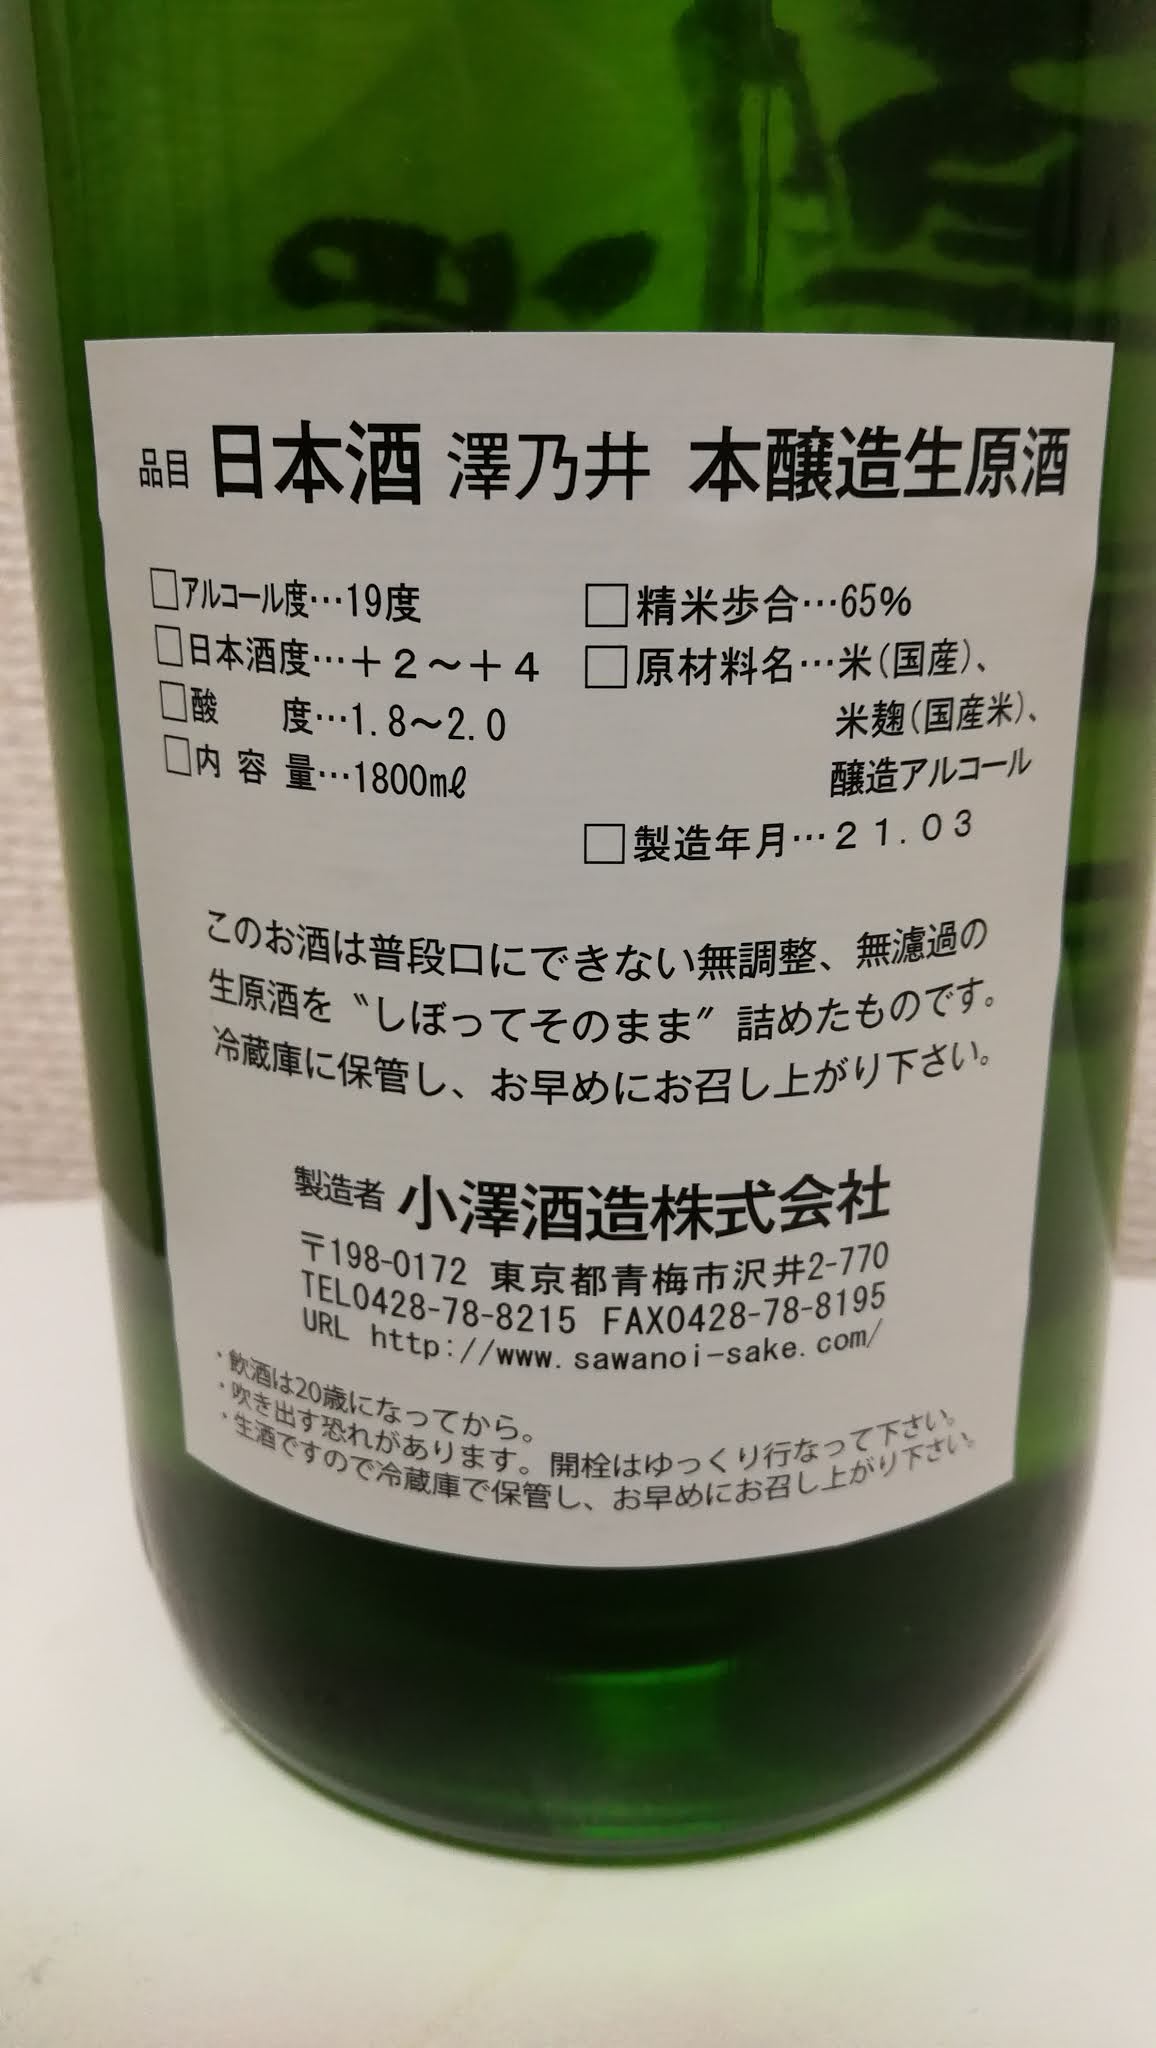 品目 日本酒 澤乃井 本醸造生原酒
□アルコール度…19度
□日本酒度…＋２～＋４
□酸　　度…1.8～2.0
□内 容 量…1800mℓ
□精米歩合…65%
□原材料名…米(国産)、
米麹(国産米)、
醸造アルコール
□製造年月…２１.０３
このお酒は普段口にできない無調整、無濾過の
生原酒を〝しぼってそのまま〞詰めたものです。
冷蔵庫に保管し、お早めにお召し上がり下さい。
製造者 小澤酒造株式会社
〒198-0172 東京都青梅市沢井2-770
TEL0428-78-8215 FAX0428-78-8195
URL http://www.sawanoi-sake.com/
・飲酒は20歳になってから。
・吹き出す恐れがあります。開栓はゆっくり行なって下さい。
・生酒ですので冷蔵庫で保管し、お早めにお召し上がり下さい。